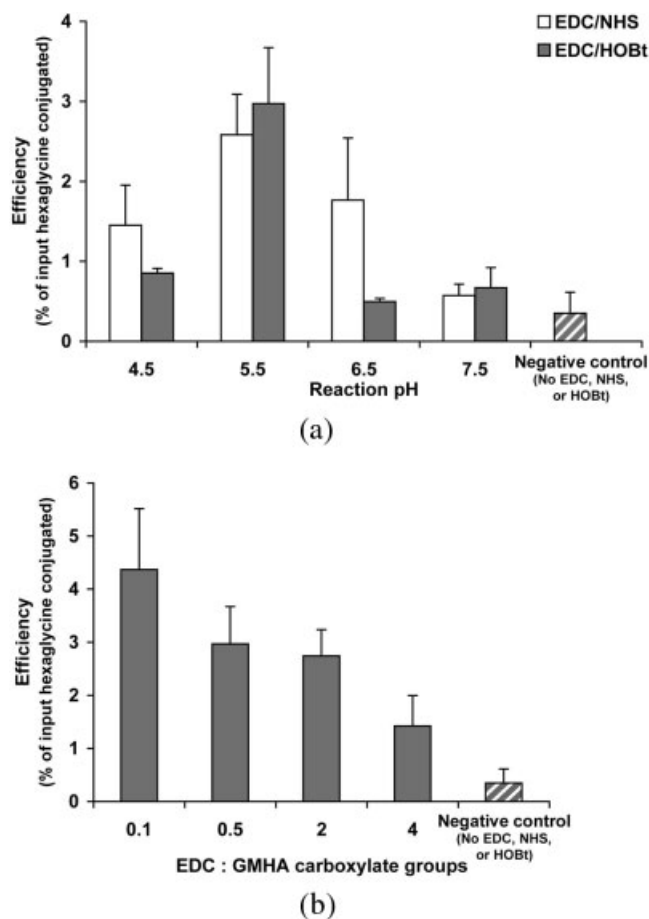 4
3
2
1
0
Efficiency
(% of input hexaglycine conjugated)
EDC/NHS
EDC/HOBt
4.5 5.5 6.5 7.5 Negative control
(No EDC, NHS,
or HOBt)
Reaction pH
(a)
6
5
4
3
2
1
0
Efficiency
(% of input hexaglycine conjugated)
0.1 0.5 2 4 Negative control
(No EDC, NHS,
or HOBt)
EDC : GMHA carboxylate groups
(b)